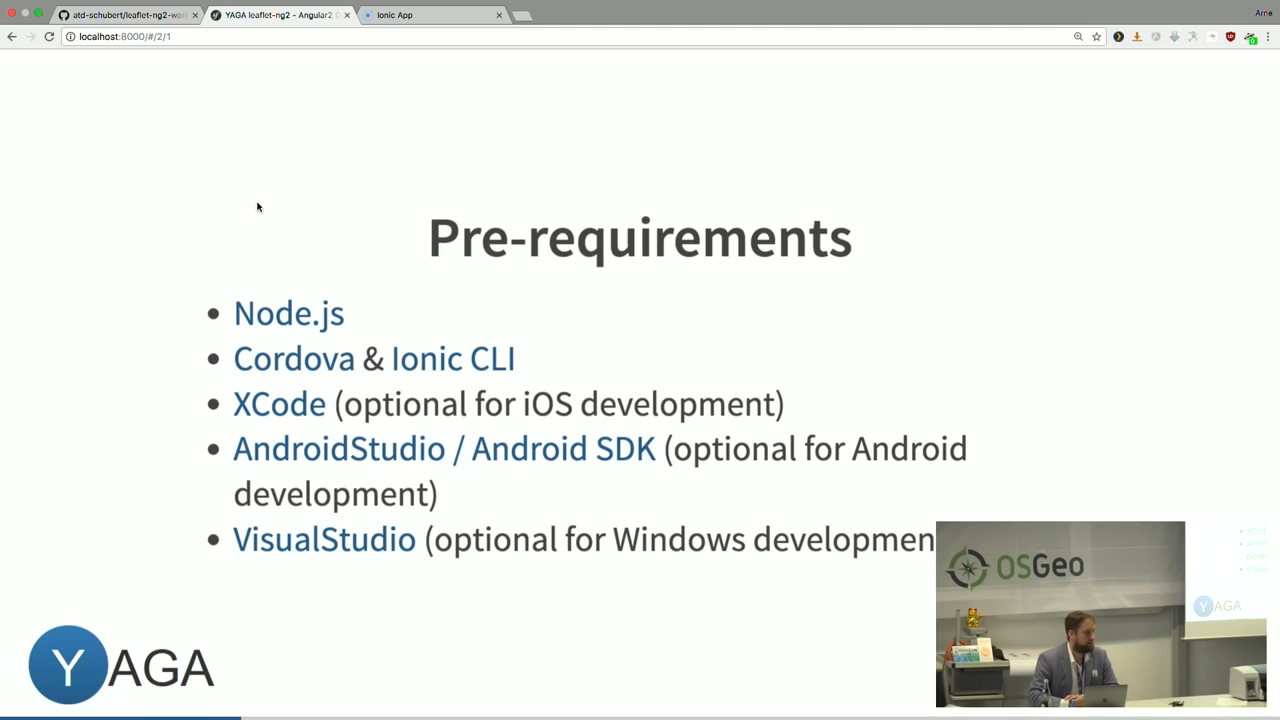 atd-schubert/leaflet-ng2-wor
YAGA leaflet-ng2 - Angular2
Ionic App
Arne
localhost:8000/#/2/1
Pre-requirements
Node.js
Cordova & Ionic CLI
XCode (optional for iOS development)
AndroidStudio / Android SDK (optional for Android
development)
VisualStudio (optional for Windows developmen
OSGeo
YAGA
YAGA